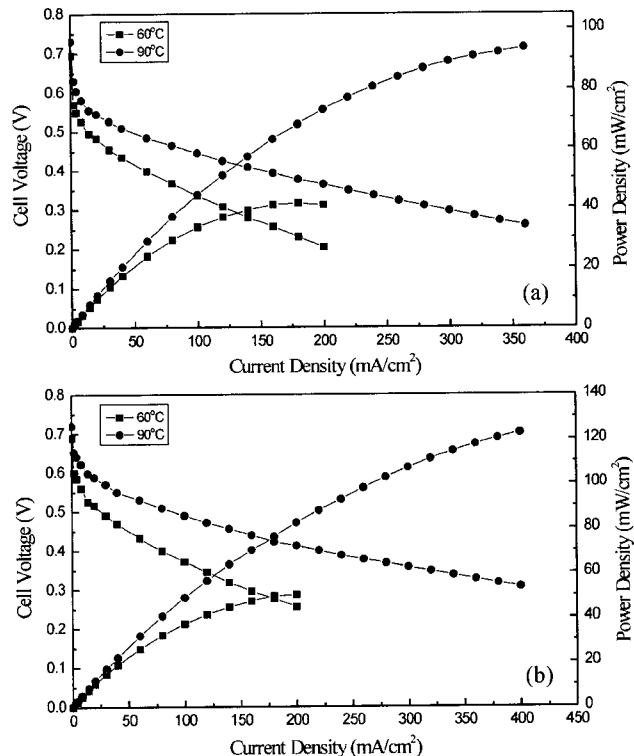 0.8
0.7
0.6
0.5
0.4
0.3
0.2
0.1
0.0
Cell Voltage (V)
60°C
90°C
100
80
60
40
20
0
Power Density (mW/cm²)
(a)
0 50 100 150 200 250 300 350 400
Current Density (mA/cm²)
0.8
0.7
0.6
0.5
0.4
0.3
0.2
0.1
0.0
Cell Voltage (V)
60°C
90°C
140
120
100
80
60
40
20
0
Power Density (mW/cm²)
(b)
0 50 100 150 200 250 300 350 400 450
Current Density (mA/cm²)